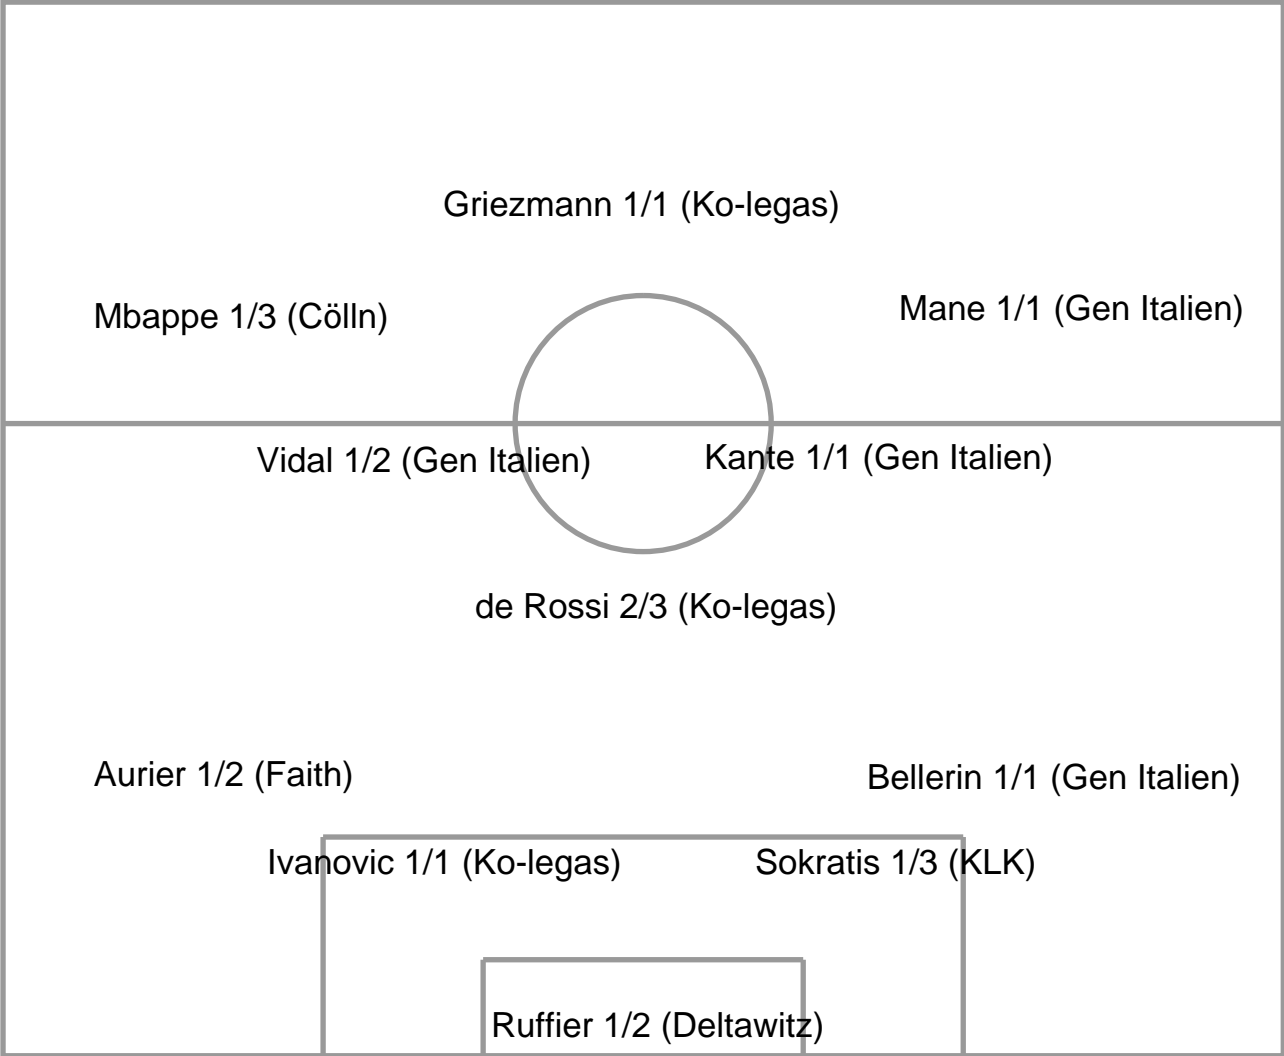 Griezmann 1/1 (Ko-legas)
Mbappe 1/3 (Cölln)
Mane 1/1 (Gen Italien)
Vidal 1/2 (Gen Italien)
Kante 1/1 (Gen Italien)
de Rossi 2/3 (Ko-legas)
Aurier 1/2 (Faith)
Bellerin 1/1 (Gen Italien)
Ivanovic 1/1 (Ko-legas)
Sokratis 1/3 (KLK)
Ruffier 1/2 (Deltawitz)